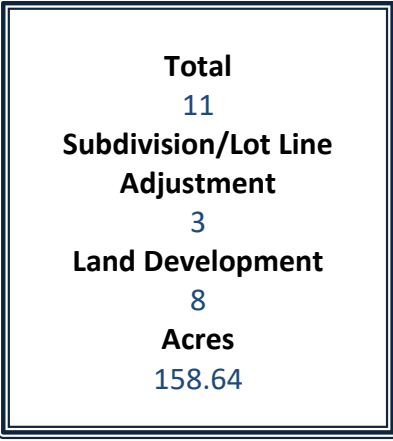 Total
11
Subdivision/Lot Line
Adjustment
3
Land Development
8
Acres
158.64